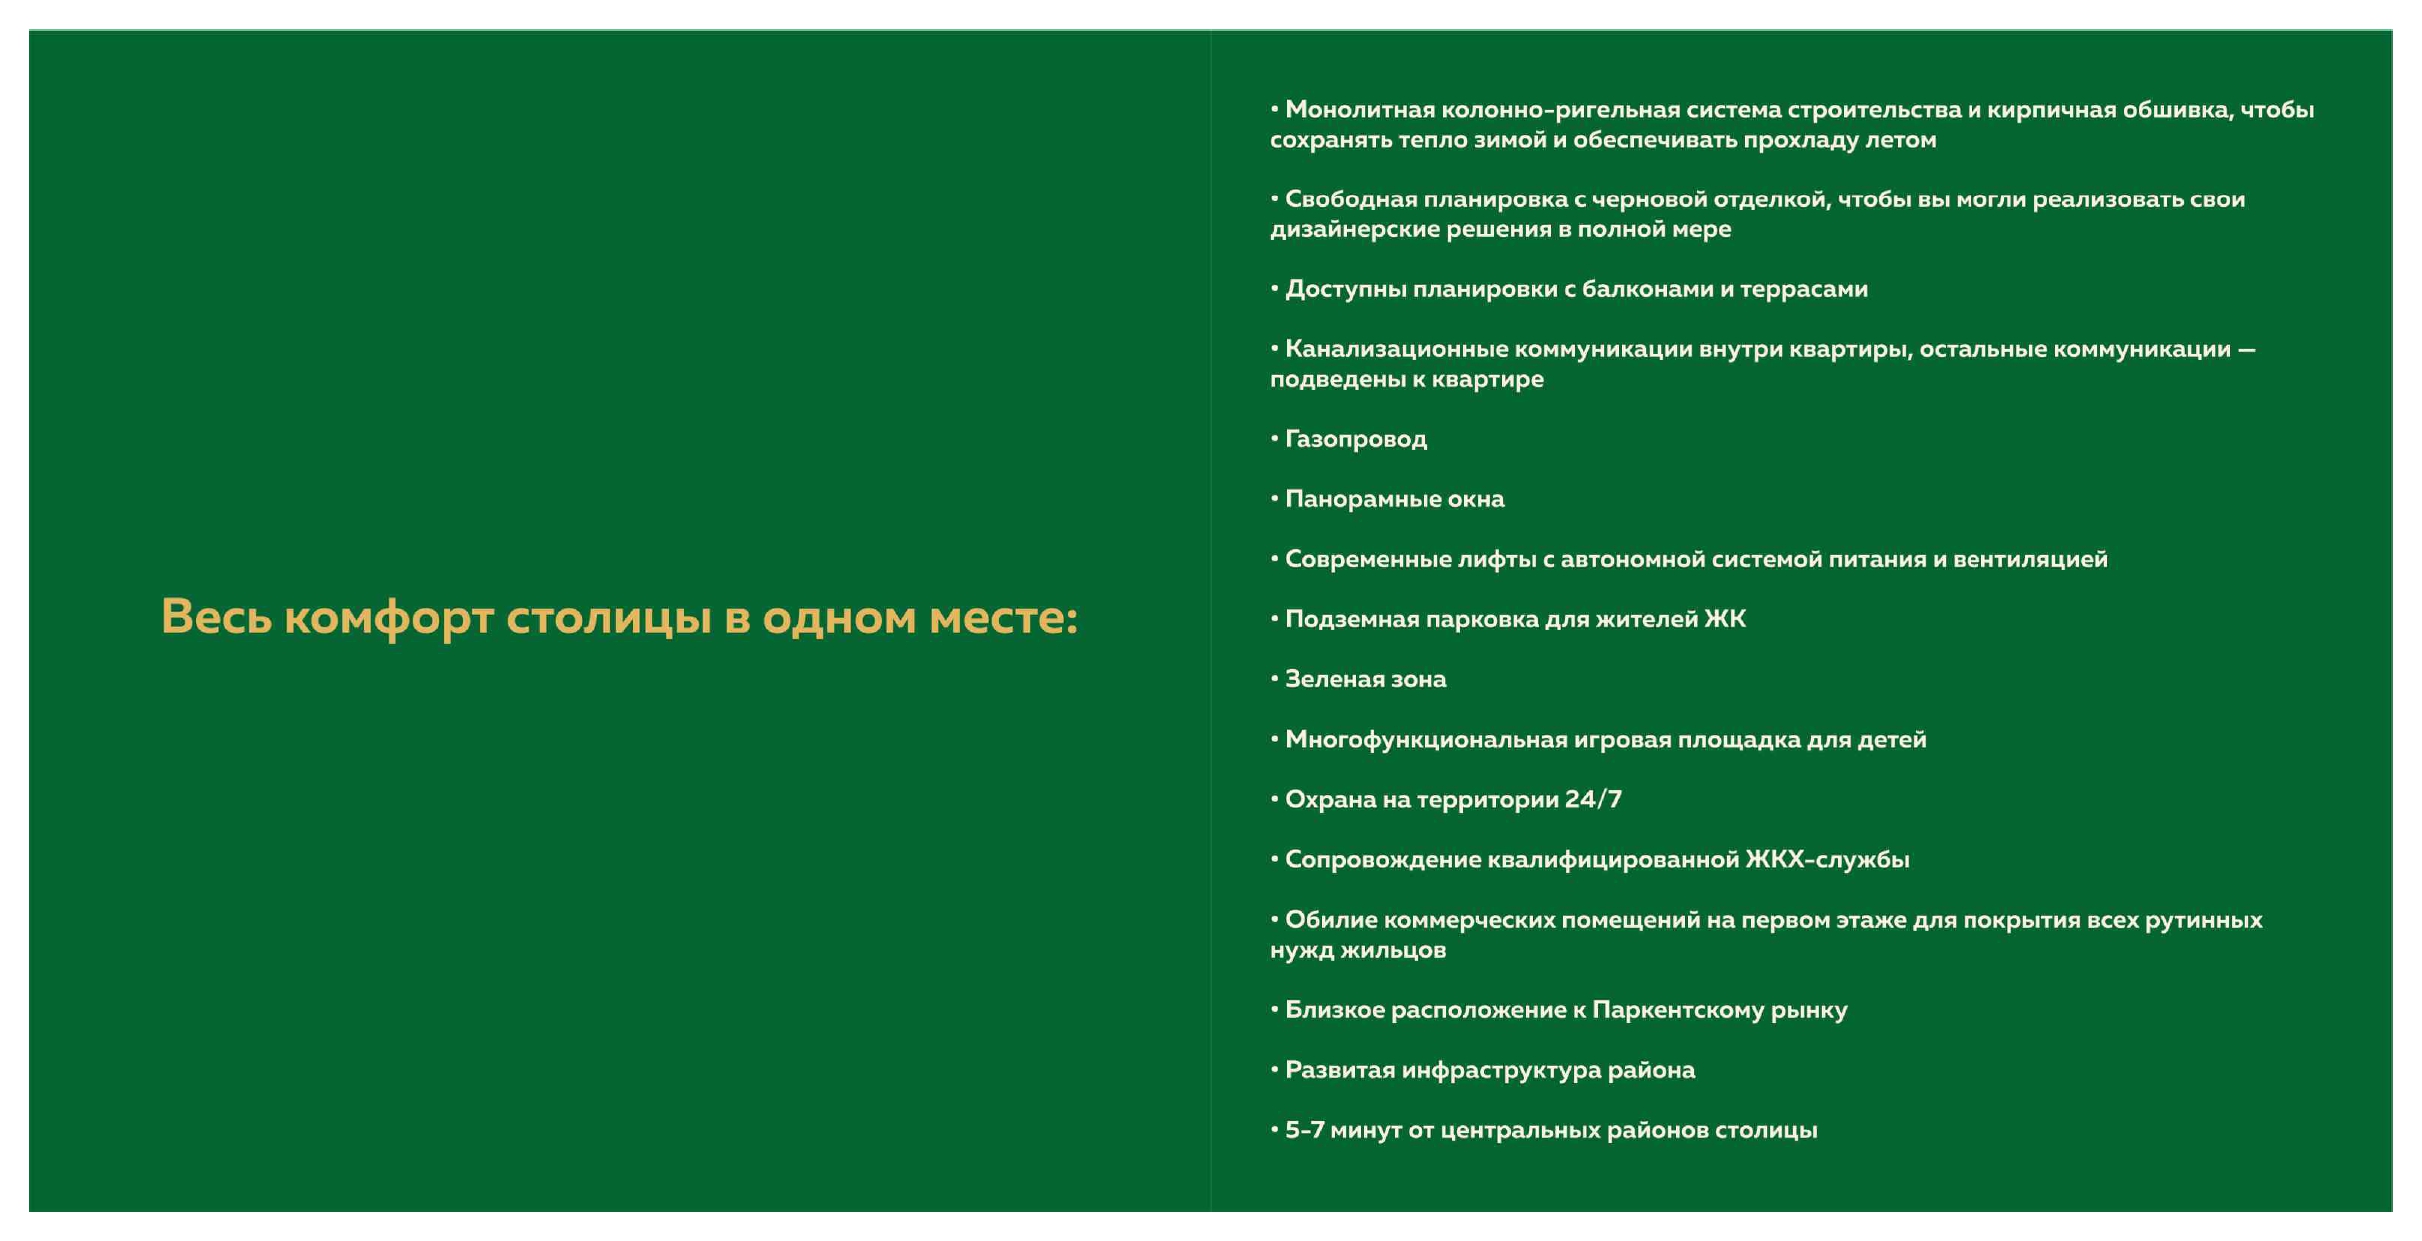 Весь комфорт столицы в одном месте:
• Монолитная колонно-ригельная система строительства и кирпичная обшивка, чтобы
сохранять тепло зимой и обеспечивать прохладу летом
• Свободная планировка с черновой отделкой, чтобы вы могли реализовать свои
дизайнерские решения в полной мере
• Доступны планировки с балконами и террасами
• Канализационные коммуникации внутри квартиры, остальные коммуникации —
подведены к квартире
• Газопровод
• Панорамные окна
• Современные лифты с автономной системой питания и вентиляцией
• Подземная парковка для жителей ЖК
• Зеленая зона
• Многофункциональная игровая площадка для детей
• Охрана на территории 24/7
• Сопровождение квалифицированной ЖКХ-службы
• Обилие коммерческих помещений на первом этаже для покрытия всех рутинных
нужд жильцов
• Близкое расположение к Паркентскому рынку
• Развитая инфраструктура района
• 5-7 минут от центральных районов столицы